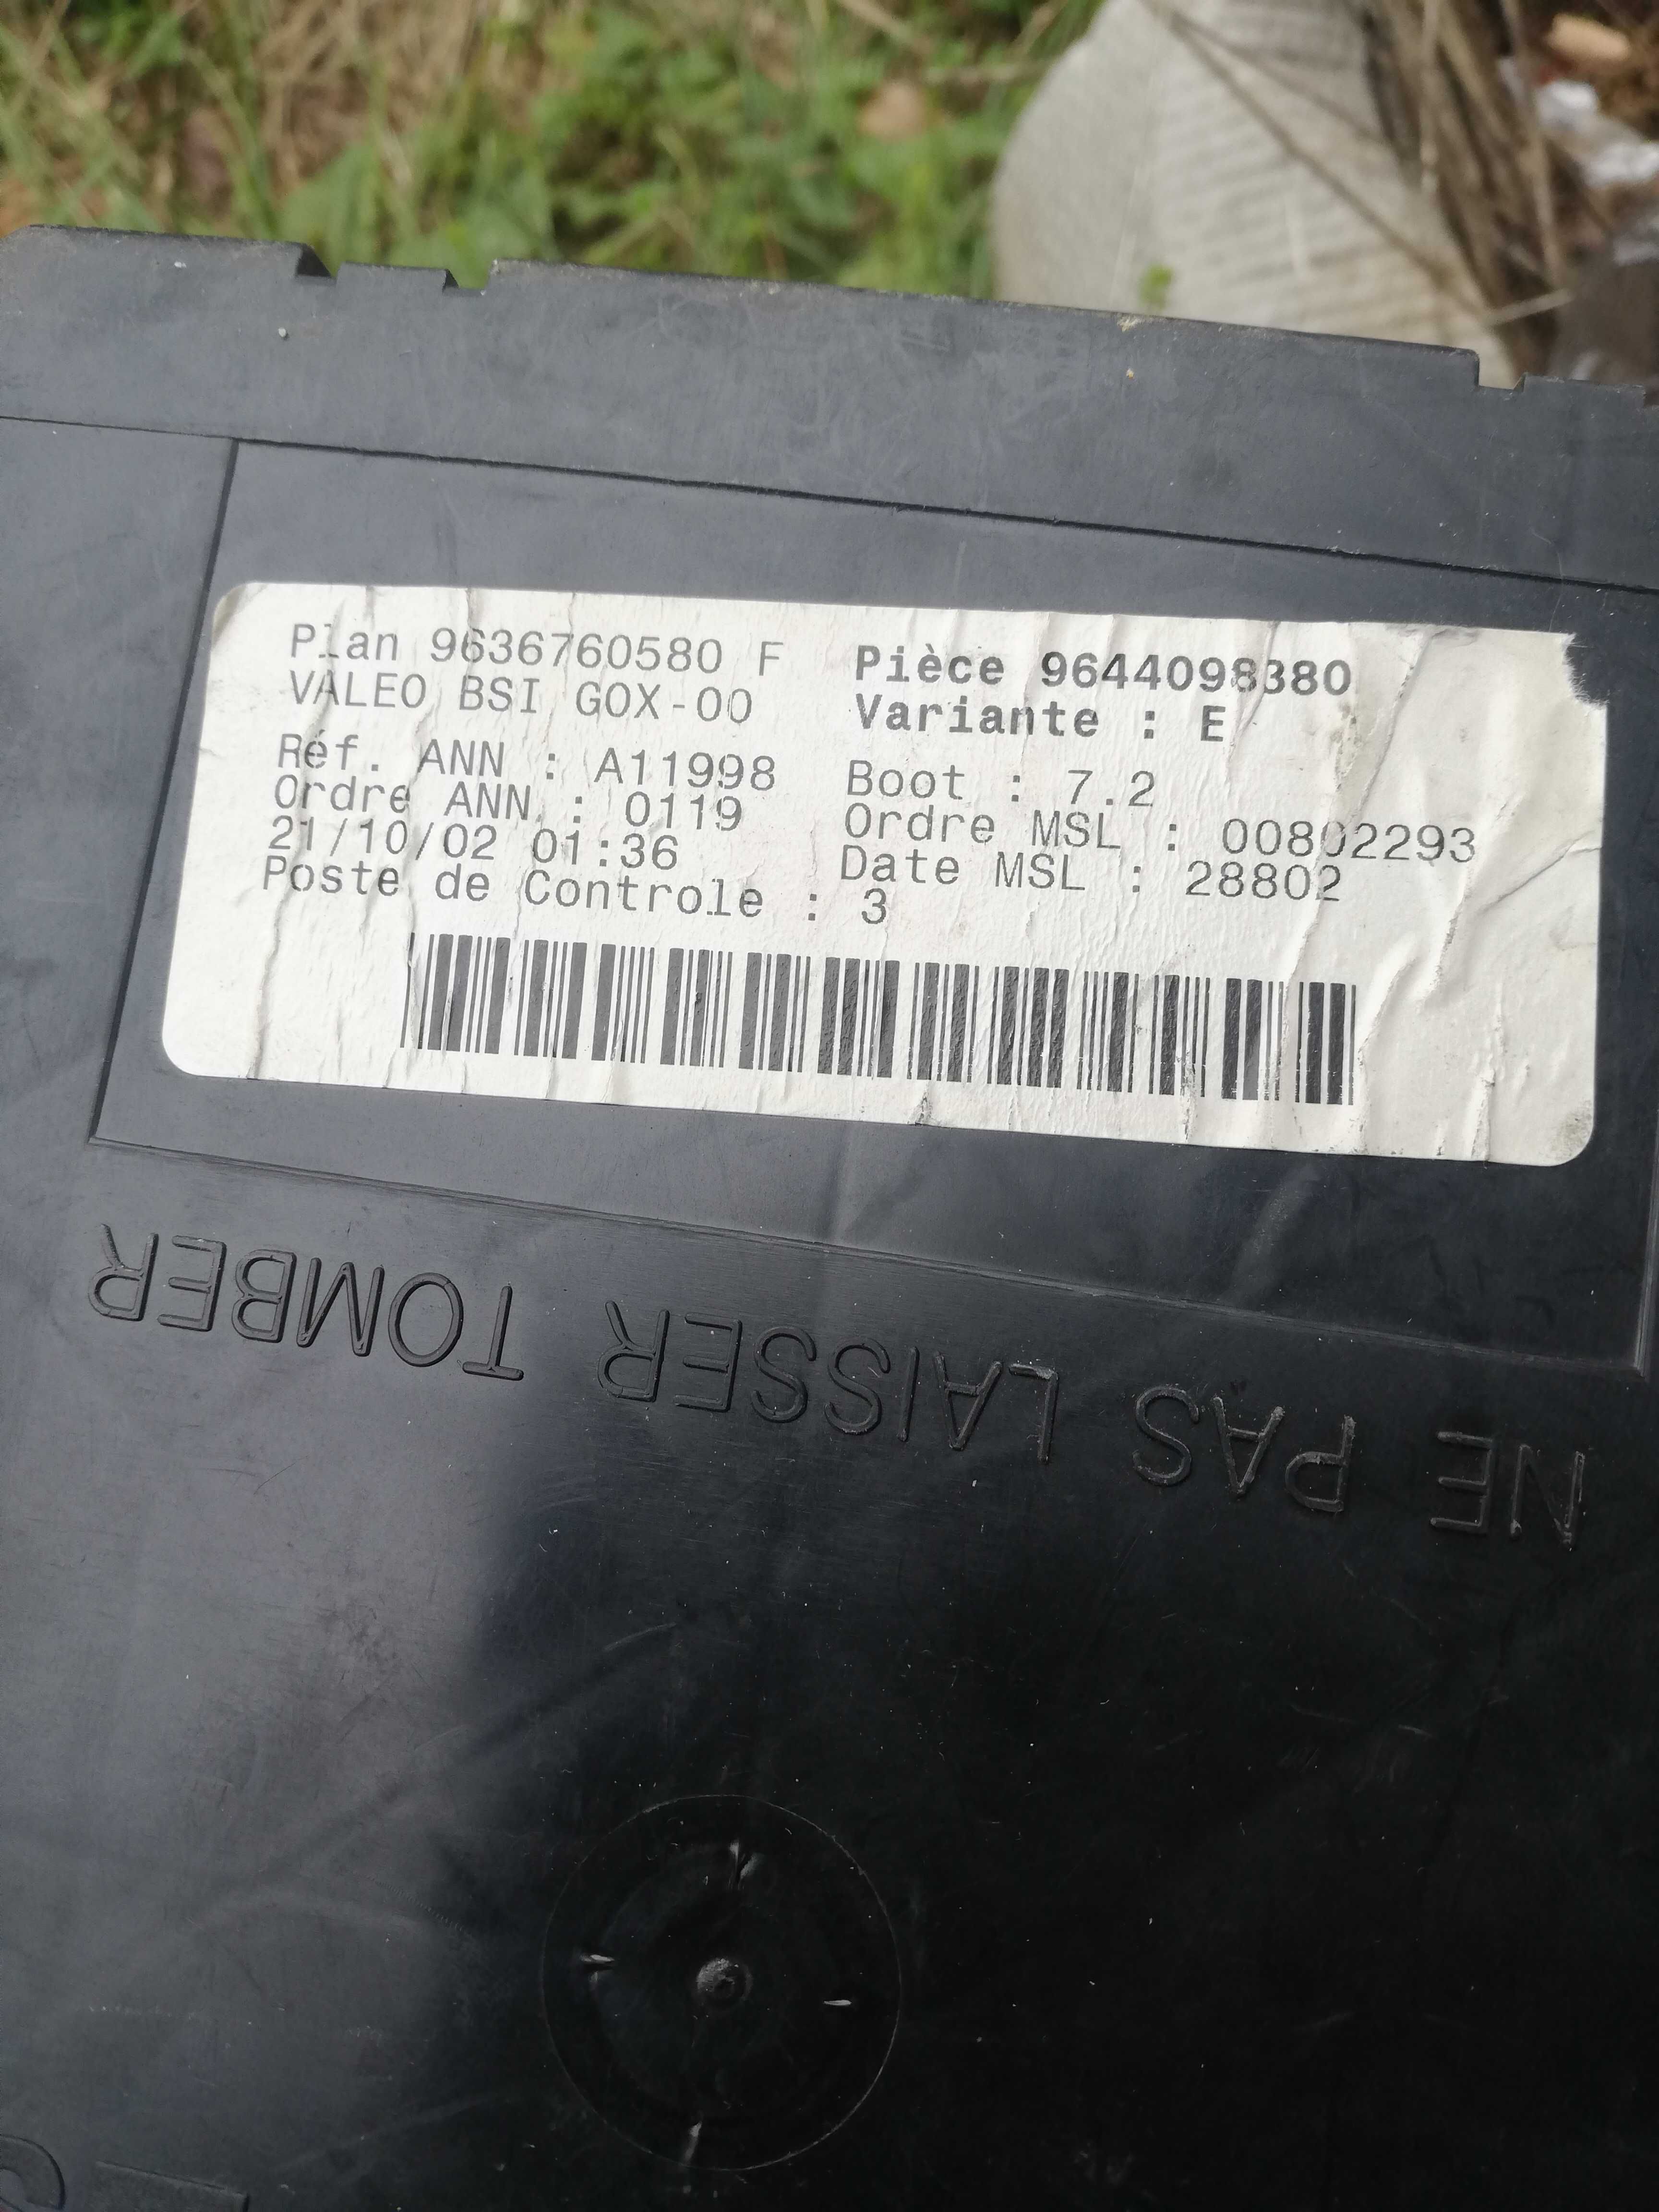 Plan 9636760580 F
VALEO BSI GOX-00
Pièce 9644098380
Variante : E
Réf. ANN : A11998
Ordre ANN. : 0119
21/10/02 01:36
Poste de Controle : 3
Boot : 7.2
Ordre MSL : 00802293
Date MSL : 28802
NE PAS LAISSER TOMBER